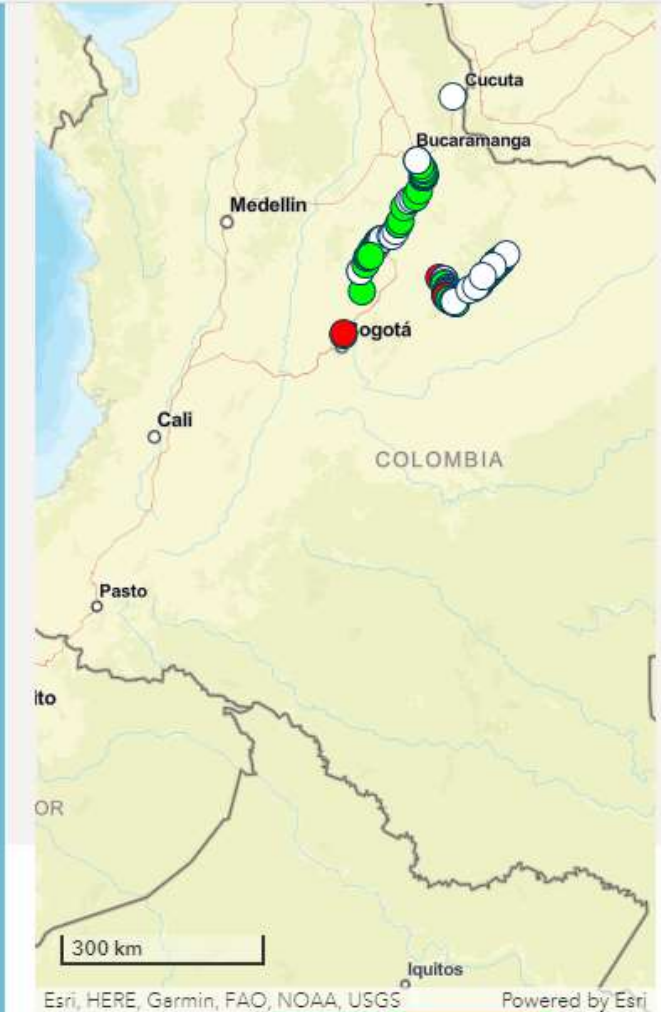 Cucuta
Bucaramanga
Medellín
ogotá
Cali
COLOMBIA
Pasto
ito
OR
300 km
Iquitos
Esri, HERE, Garmin, FAO, NOAA, USGS
Powered by Esri